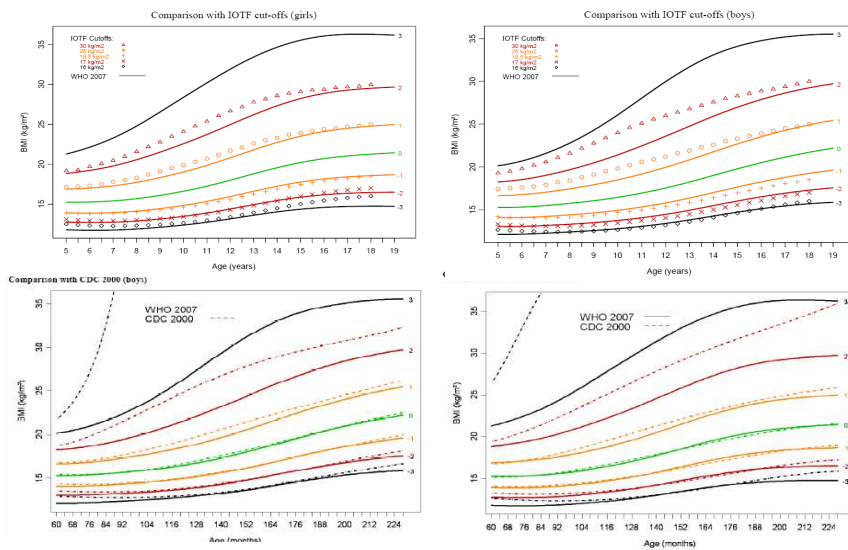 Comparison with IOTF cut-offs (girls)
IOTF Cutoffs:
30 kg/m2
25 kg/m2
18.5 kg/m2
17 kg/m2
16 kg/m2
WHO 2007
BMI (kg/m²)
35
30
25
20
15
3
2
1
0
-1
-2
-3
5 6 7 8 9 10 11 12 13 14 15 16 17 18 19
Age (years)
Comparison with IOTF cut-offs (boys)
IOTF Cutoffs:
30 kg/m2
25 kg/m2
18.5 kg/m2
17 kg/m2
16 kg/m2
WHO 2007
BMI (kg/m²)
35
30
25
20
15
3
2
1
0
-1
-2
-3
5 6 7 8 9 10 11 12 13 14 15 16 17 18 19
Age (years)
Comparison with CDC 2000 (boys)
WHO 2007
CDC 2000
BMI (kg/m²)
35
30
25
20
15
3
2
1
0
-1
-2
-3
60 68 76 84 92 104 116 128 140 152 164 176 188 200 212 224
Age (months)
WHO 2007
CDC 2000
BMI (kg/m²)
35
30
25
20
15
3
2
1
0
-1
-2
-3
60 68 76 84 92 104 116 128 140 152 164 176 188 200 212 224
Age (months)